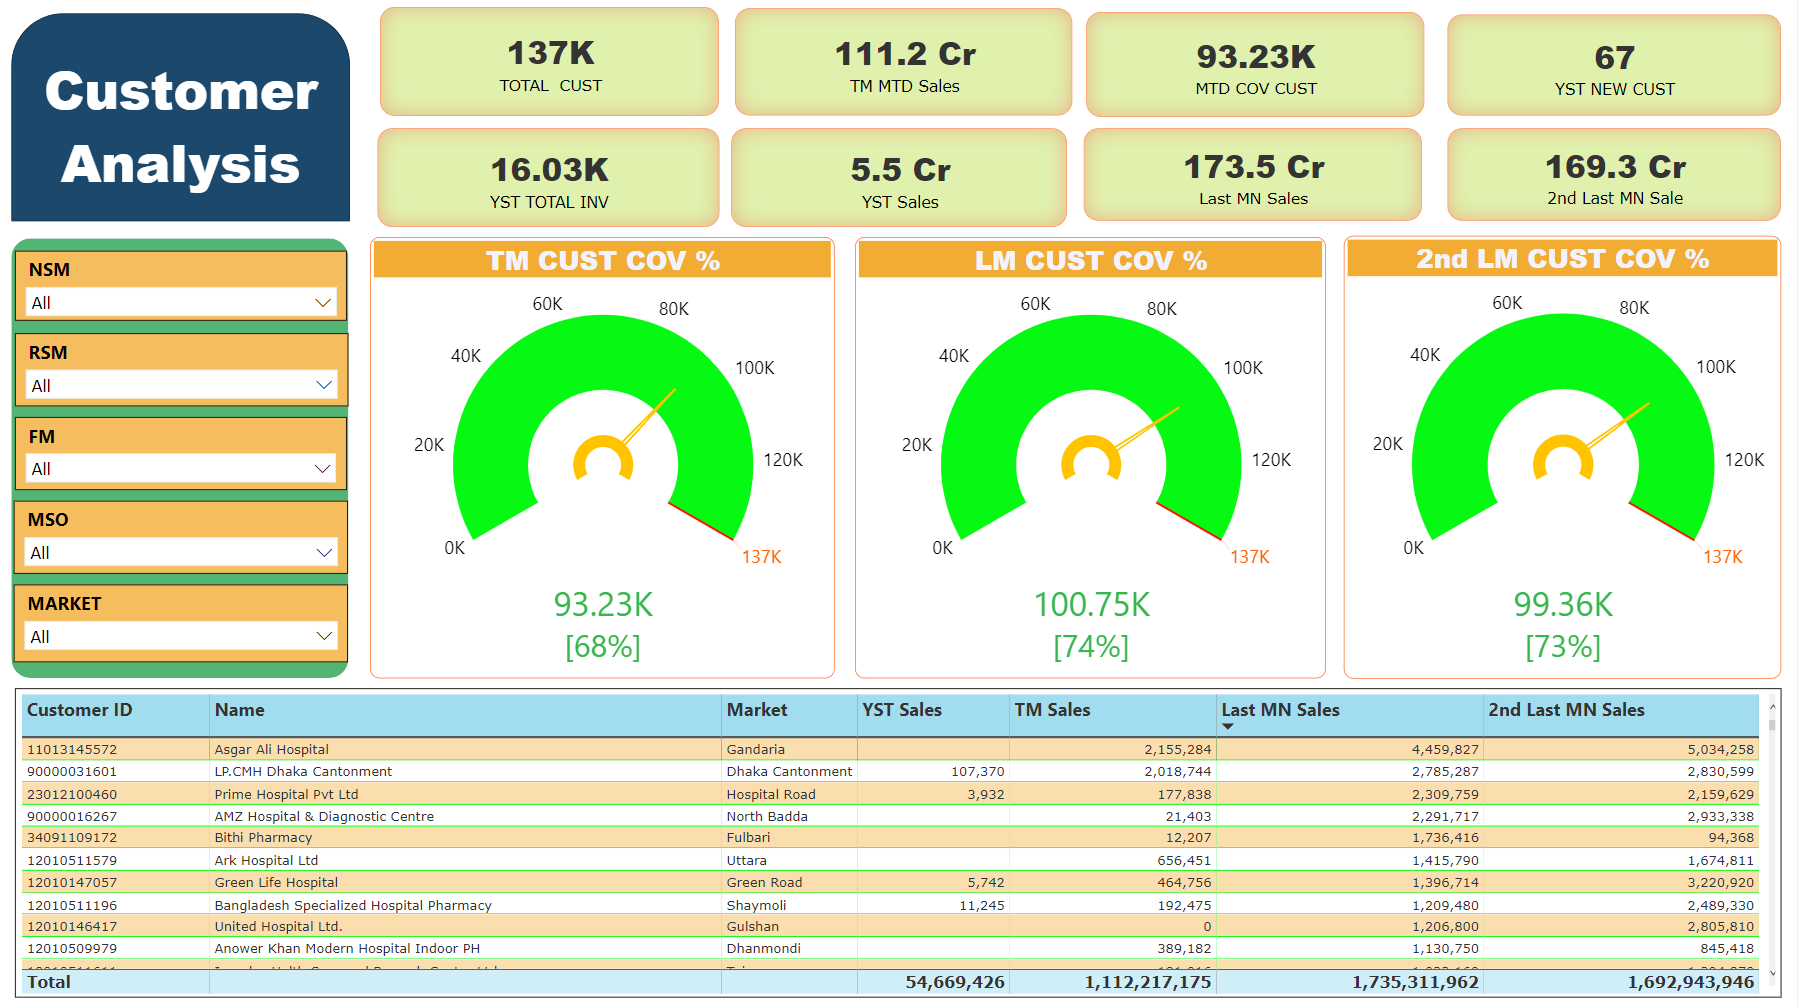 Customer
Analysis
137K
TOTAL CUST
111.2 Cr
TM MTD Sales
93.23K
MTD COV CUST
67
YST NEW CUST
16.03K
YST TOTAL INV
5.5 Cr
YST Sales
173.5 Cr
Last MN Sales
169.3 Cr
2nd Last MN Sale
NSM
All
RSM
All
FM
All
MSO
All
MARKET
All
TM CUST COV %
0K
20K
40K
60K
80K
100K
120K
137K
93.23K
[68%]
LM CUST COV %
0K
20K
40K
60K
80K
100K
120K
137K
100.75K
[74%]
2nd LM CUST COV %
0K
20K
40K
60K
80K
100K
120K
137K
99.36K
[73%]
Customer ID Name Market YST Sales TM Sales Last MN Sales 2nd Last MN Sales
11013145572 Asgar Ali Hospital Gandaria 2,155,284 4,459,827 5,034,258
90000031601 LP.CMH Dhaka Cantonment Dhaka Cantonment 107,370 2,018,744 2,785,287 2,830,599
23012100460 Prime Hospital Pvt Ltd Hospital Road 3,932 177,838 2,309,759 2,159,629
90000016267 AMZ Hospital & Diagnostic Centre North Badda 21,403 2,291,717 2,933,338
34091109172 Bithi Pharmacy Fulbari 12,207 1,736,416 94,368
12010511579 Ark Hospital Ltd Uttara 656,451 1,415,790 1,674,811
12010147057 Green Life Hospital Green Road 5,742 464,756 1,396,714 3,220,920
12010511196 Bangladesh Specialized Hospital Pharmacy Shaymoli 11,245 192,475 1,209,480 2,489,330
12010146417 United Hospital Ltd. Gulshan 0 1,206,800 2,805,810
12010509979 Anower Khan Modern Hospital Indoor PH Dhanmondi 389,182 1,130,750 845,418
Total 54,669,426 1,112,217,175 1,735,311,962 1,692,943,946